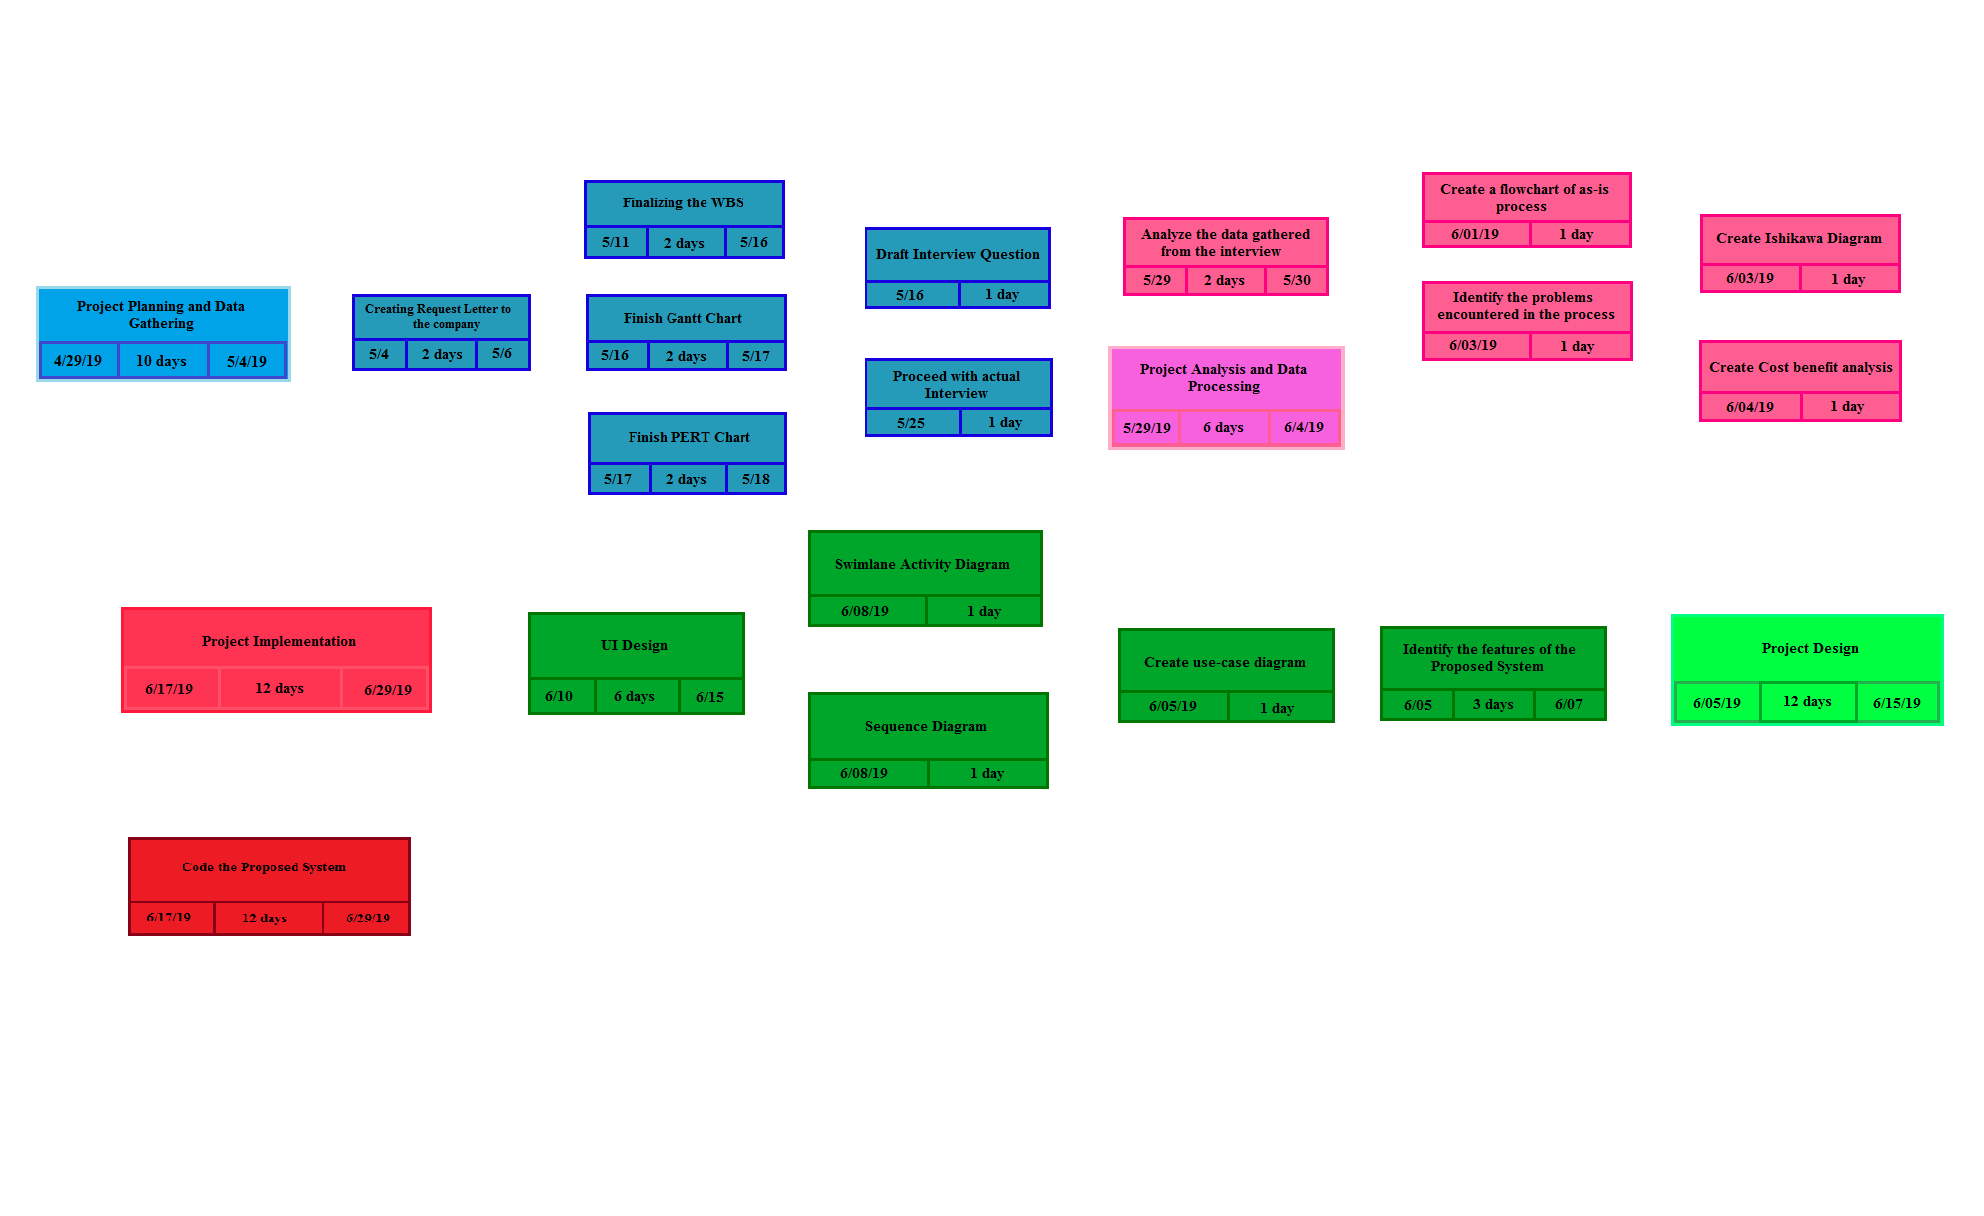 Project Planning and Data
Gathering
4/29/19 10 days 5/4/19
Creating Request Letter to
the company
5/4 2 days 5/6
Finalizing the WBS
5/11 2 days 5/16
Finish Gantt Chart
5/16 2 days 5/17
Finish PERT Chart
5/17 2 days 5/18
Draft Interview Question
5/16 1 day
Proceed with actual
Interview
5/25 1 day
Analyze the data gathered
from the interview
5/29 2 days 5/30
Project Analysis and Data
Processing
5/29/19 6 days 6/4/19
Create a flowchart of as-is
process
6/01/19 1 day
Identify the problems
encountered in the process
6/03/19 1 day
Create Ishikawa Diagram
6/03/19 1 day
Create Cost benefit analysis
6/04/19 1 day
Project Implementation
6/17/19 12 days 6/29/19
UI Design
6/10 6 days 6/15
Swimlane Activity Diagram
6/08/19 1 day
Sequence Diagram
6/08/19 1 day
Create use-case diagram
6/05/19 1 day
Identify the features of the
Proposed System
6/05 3 days 6/07
Project Design
6/05/19 12 days 6/15/19
Code the Proposed System
6/17/19 12 days 6/29/19